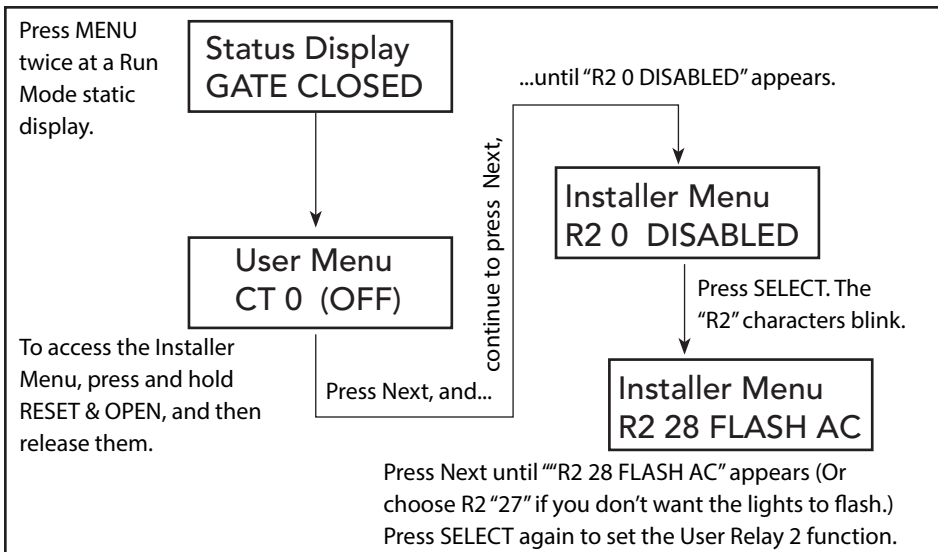 Press MENU
twice at a Run
Mode static
display.
Status Display
GATE CLOSED
User Menu
CT 0 (OFF)
To access the Installer
Menu, press and hold
RESET & OPEN, and then
release them.
Press Next, and...
continue to press Next,
...until “R2 0 DISABLED” appears.
Installer Menu
R2 0 DISABLED
Press SELECT. The
“R2” characters blink.
Installer Menu
R2 28 FLASH AC
Press Next until ““R2 28 FLASH AC” appears (Or
choose R2 “27” if you don’t want the lights to flash.)
Press SELECT again to set the User Relay 2 function.